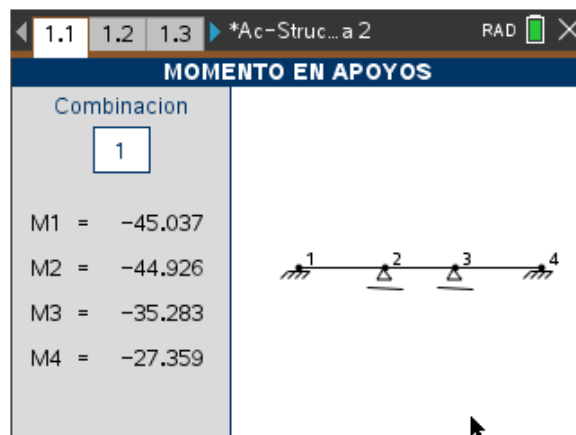 1.1 1.2 1.3 *Ac-Struc...a 2 RAD
MOMENTO EN APOYOS
Combinacion
1
M1 = -45.037
M2 = -44.926
M3 = -35.283
M4 = -27.359
1 2 3 4